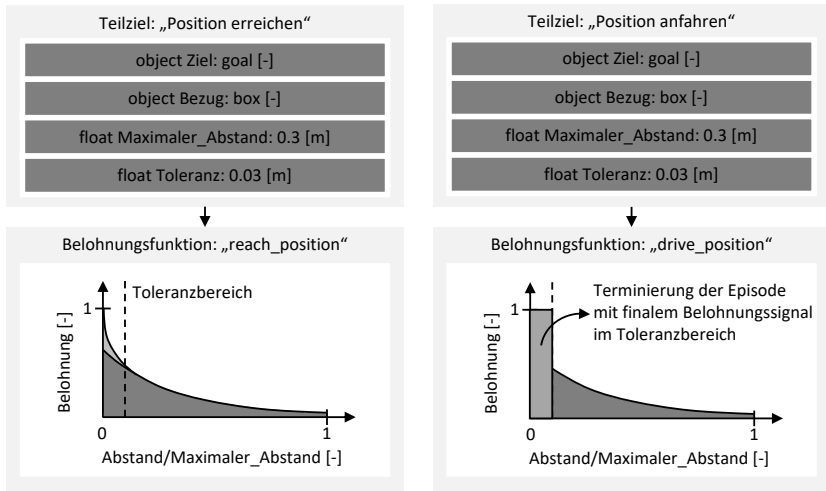 Teilziel: „Position erreichen“
object Ziel: goal [-]
object Bezug: box [-]
float Maximaler_Abstand: 0.3 [m]
float Toleranz: 0.03 [m]
Belohnungsfunktion: „reach_position“
Toleranzbereich
1
Belohnung [-]
0
1
Abstand/Maximaler_Abstand [-]
Teilziel: „Position anfahren“
object Ziel: goal [-]
object Bezug: box [-]
float Maximaler_Abstand: 0.3 [m]
float Toleranz: 0.03 [m]
Belohnungsfunktion: „drive_position“
Terminierung der Episode
mit finalem Belohnungssignal
im Toleranzbereich
1
Belohnung [-]
0
1
Abstand/Maximaler_Abstand [-]